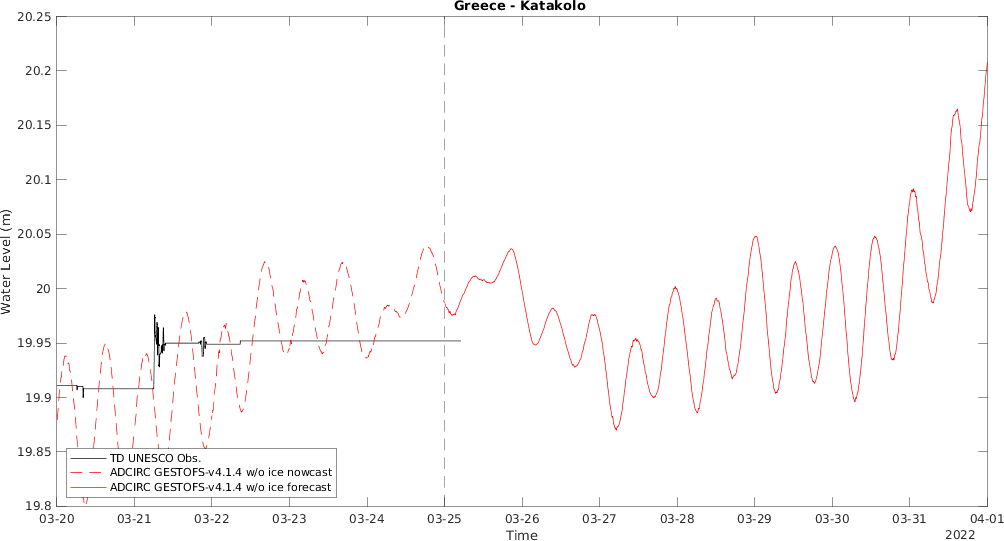 Greece - Katakolo
20.25
20.2
20.15
20.1
20.05
20
19.95
19.9
19.85
19.8
Water Level (m)
TD UNESCO Obs.
ADCIRC GESTOFS-v4.1.4 w/o ice nowcast
ADCIRC GESTOFS-v4.1.4 w/o ice forecast
03-20 03-21 03-22 03-23 03-24 03-25 03-26 03-27 03-28 03-29 03-30 03-31 04-01
Time
2022